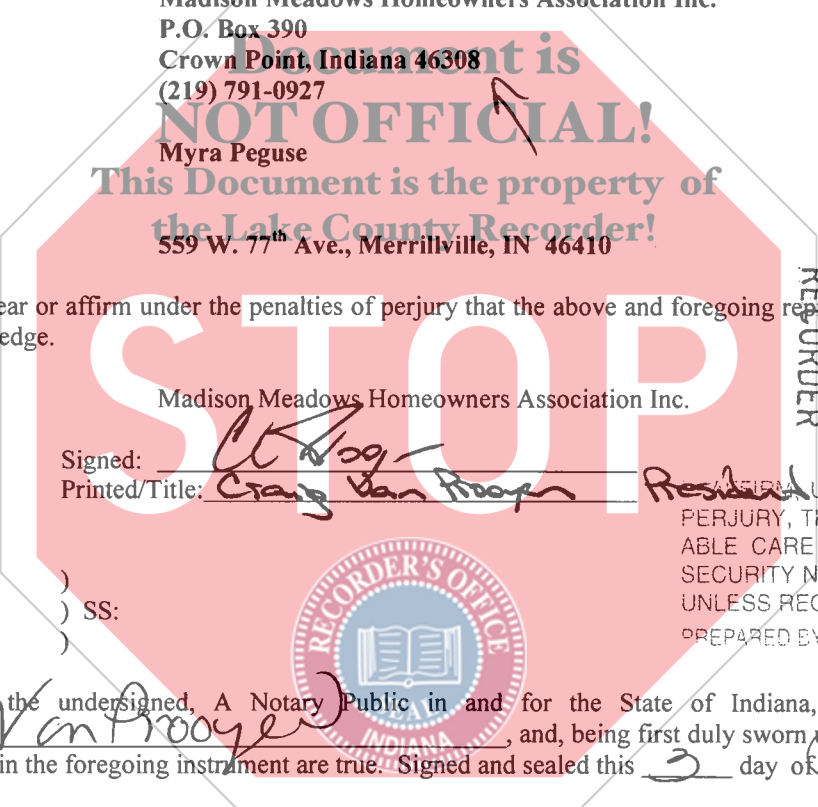 Madison Meadows Homeowners Association Inc.
P.O. Box 390
Crown Point, Indiana 46308
(219) 791-0927
Document is
NOT OFFICIAL!
Myra Peguse
This Document is the property of
the Lake County Recorder!
559 W. 77th Ave., Merrillville, IN 46410
RECORDER
ear or affirm under the penalties of perjury that the above and foregoing rep
edge.
STOP
Madison Meadows Homeowners Association Inc.
Signed:
Printed/Title: Craig Van Prooyen President
PERJURY, T
ABLE CARE
SECURITY N
UNLESS REC
PREPARED BY
)
) SS:
)
RECORDER'S OFFICE
SEAL
INDIANA
the undersigned, A Notary Public in and for the State of Indiana,
Van Prooyen, and, being first duly sworn
in the foregoing instrument are true. Signed and sealed this 3 day of